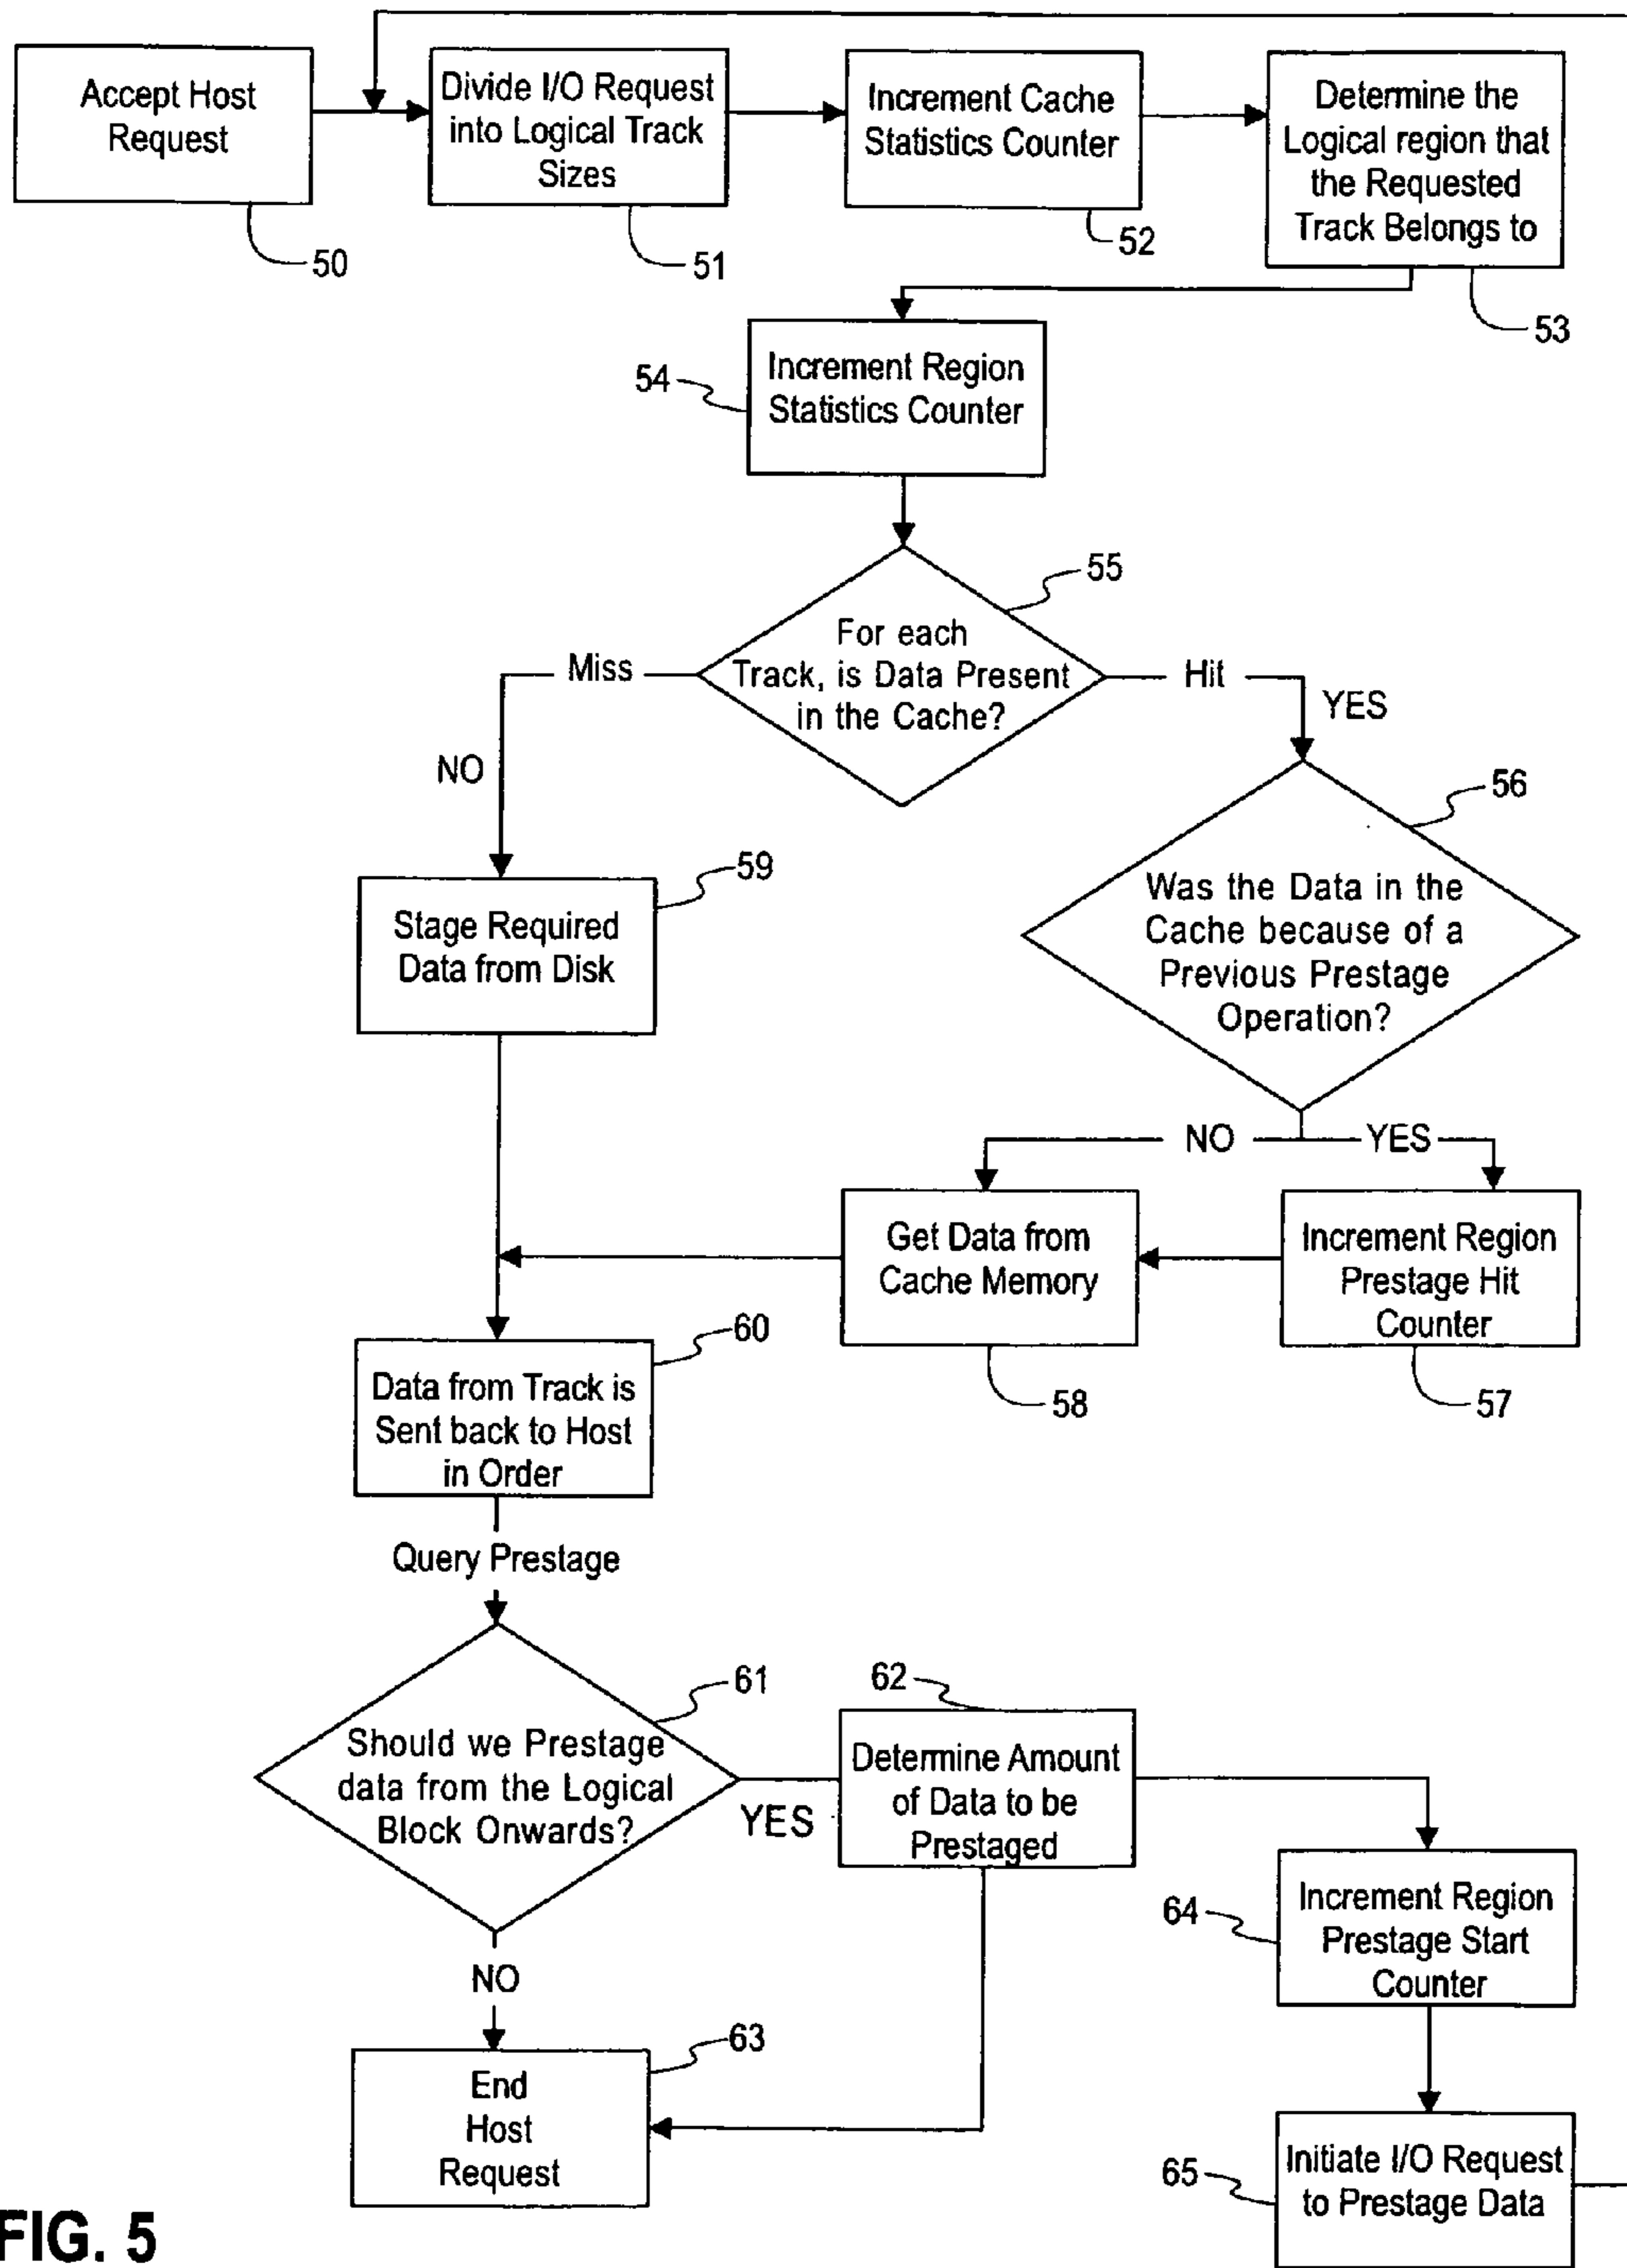 Accept Host
Request
50
Divide I/O Request
into Logical Track
Sizes
51
Increment Cache
Statistics Counter
52
Determine the
Logical region that
the Requested
Track Belongs to
53
54
Increment Region
Statistics Counter
55
For each
Track, is Data Present
in the Cache?
Miss
NO
Hit
YES
56
Was the Data in the
Cache because of a
Previous Prestage
Operation?
59
Stage Required
Data from Disk
NO
YES
Get Data from
Cache Memory
58
Increment Region
Prestage Hit
Counter
57
60
Data from Track is
Sent back to Host
in Order
Query Prestage
61
Should we Prestage
data from the Logical
Block Onwards?
YES
62
Determine Amount
of Data to be
Prestaged
NO
64
Increment Region
Prestage Start
Counter
63
End
Host
Request
65
Initiate I/O Request
to Prestage Data
FIG. 5